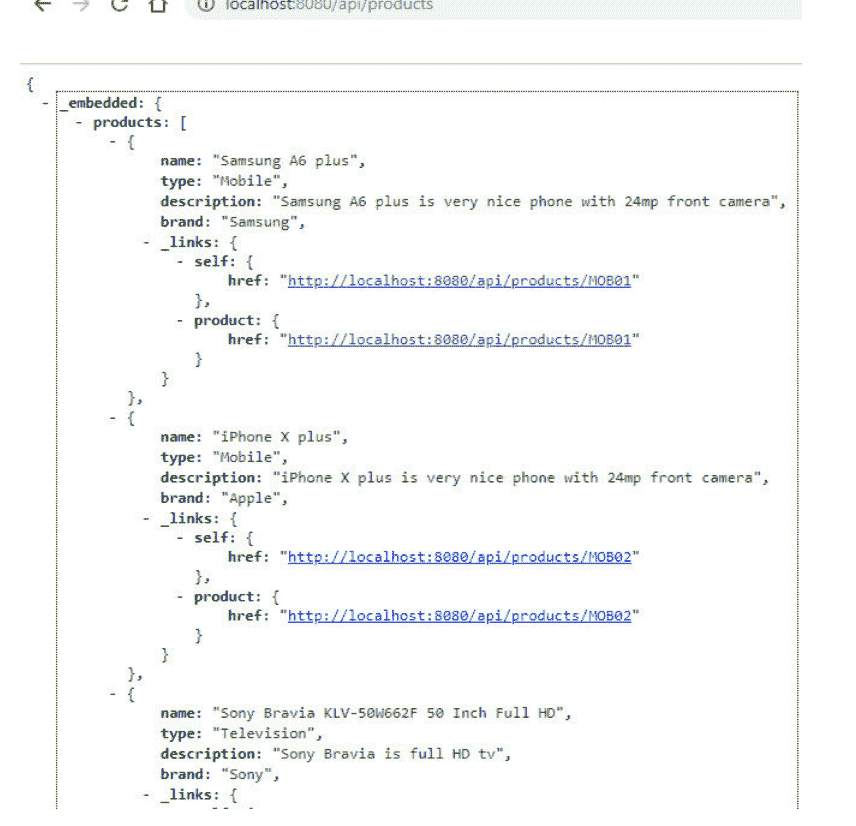 localhost:8080/api/products
{
- _embedded: {
- products: [
- {
name: "Samsung A6 plus",
type: "Mobile",
description: "Samsung A6 plus is very nice phone with 24mp front camera",
brand: "Samsung",
- _links: {
- self: {
href: "http://localhost:8080/api/products/MOB01"
},
- product: {
href: "http://localhost:8080/api/products/MOB01"
}
}
},
- {
name: "iPhone X plus",
type: "Mobile",
description: "iPhone X plus is very nice phone with 24mp front camera",
brand: "Apple",
- _links: {
- self: {
href: "http://localhost:8080/api/products/MOB02"
},
- product: {
href: "http://localhost:8080/api/products/MOB02"
}
}
},
- {
name: "Sony Bravia KLV-50W662F 50 Inch Full HD",
type: "Television",
description: "Sony Bravia is full HD tv",
brand: "Sony",
- _links: {